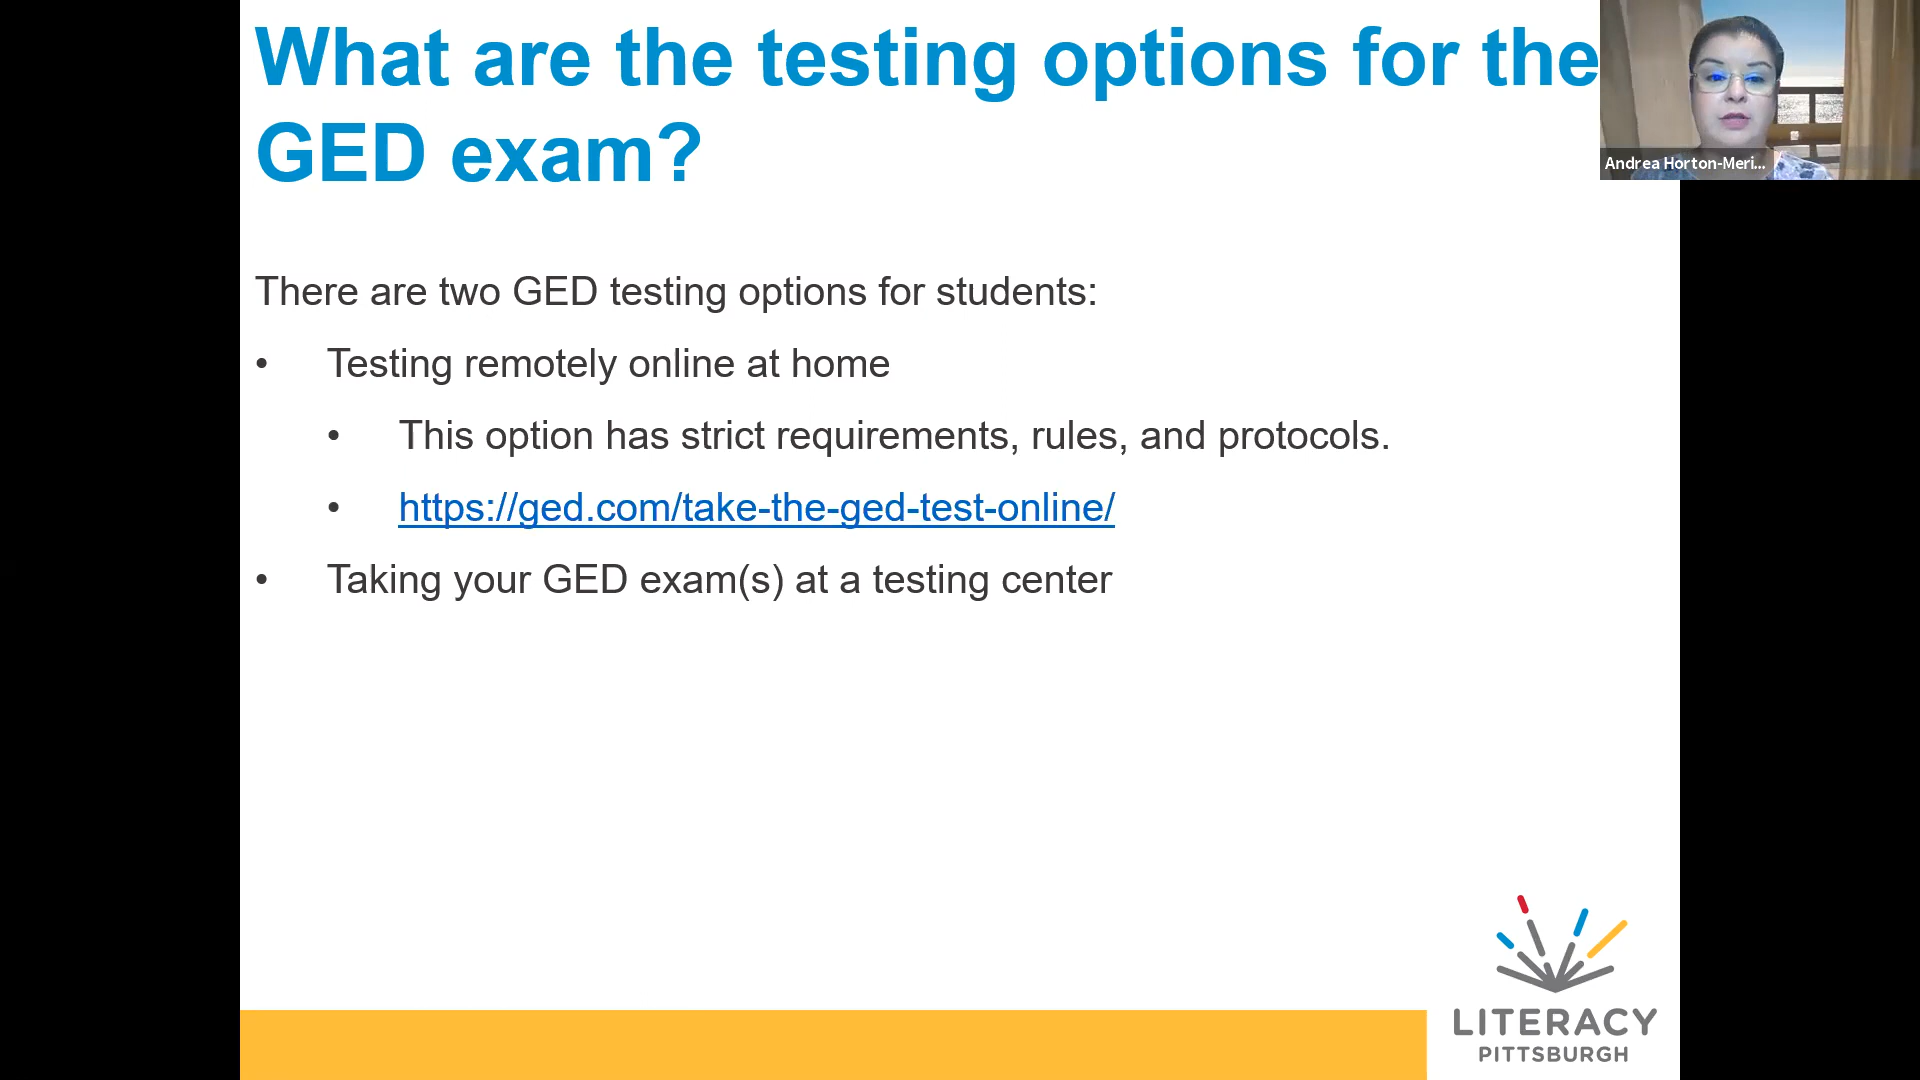 What are the testing options for the
GED exam?
Andrea Horton-Meri...
There are two GED testing options for students:
• Testing remotely online at home
• This option has strict requirements, rules, and protocols.
• https://ged.com/take-the-ged-test-online/
• Taking your GED exam(s) at a testing center
LITERACY
PITTSBURGH